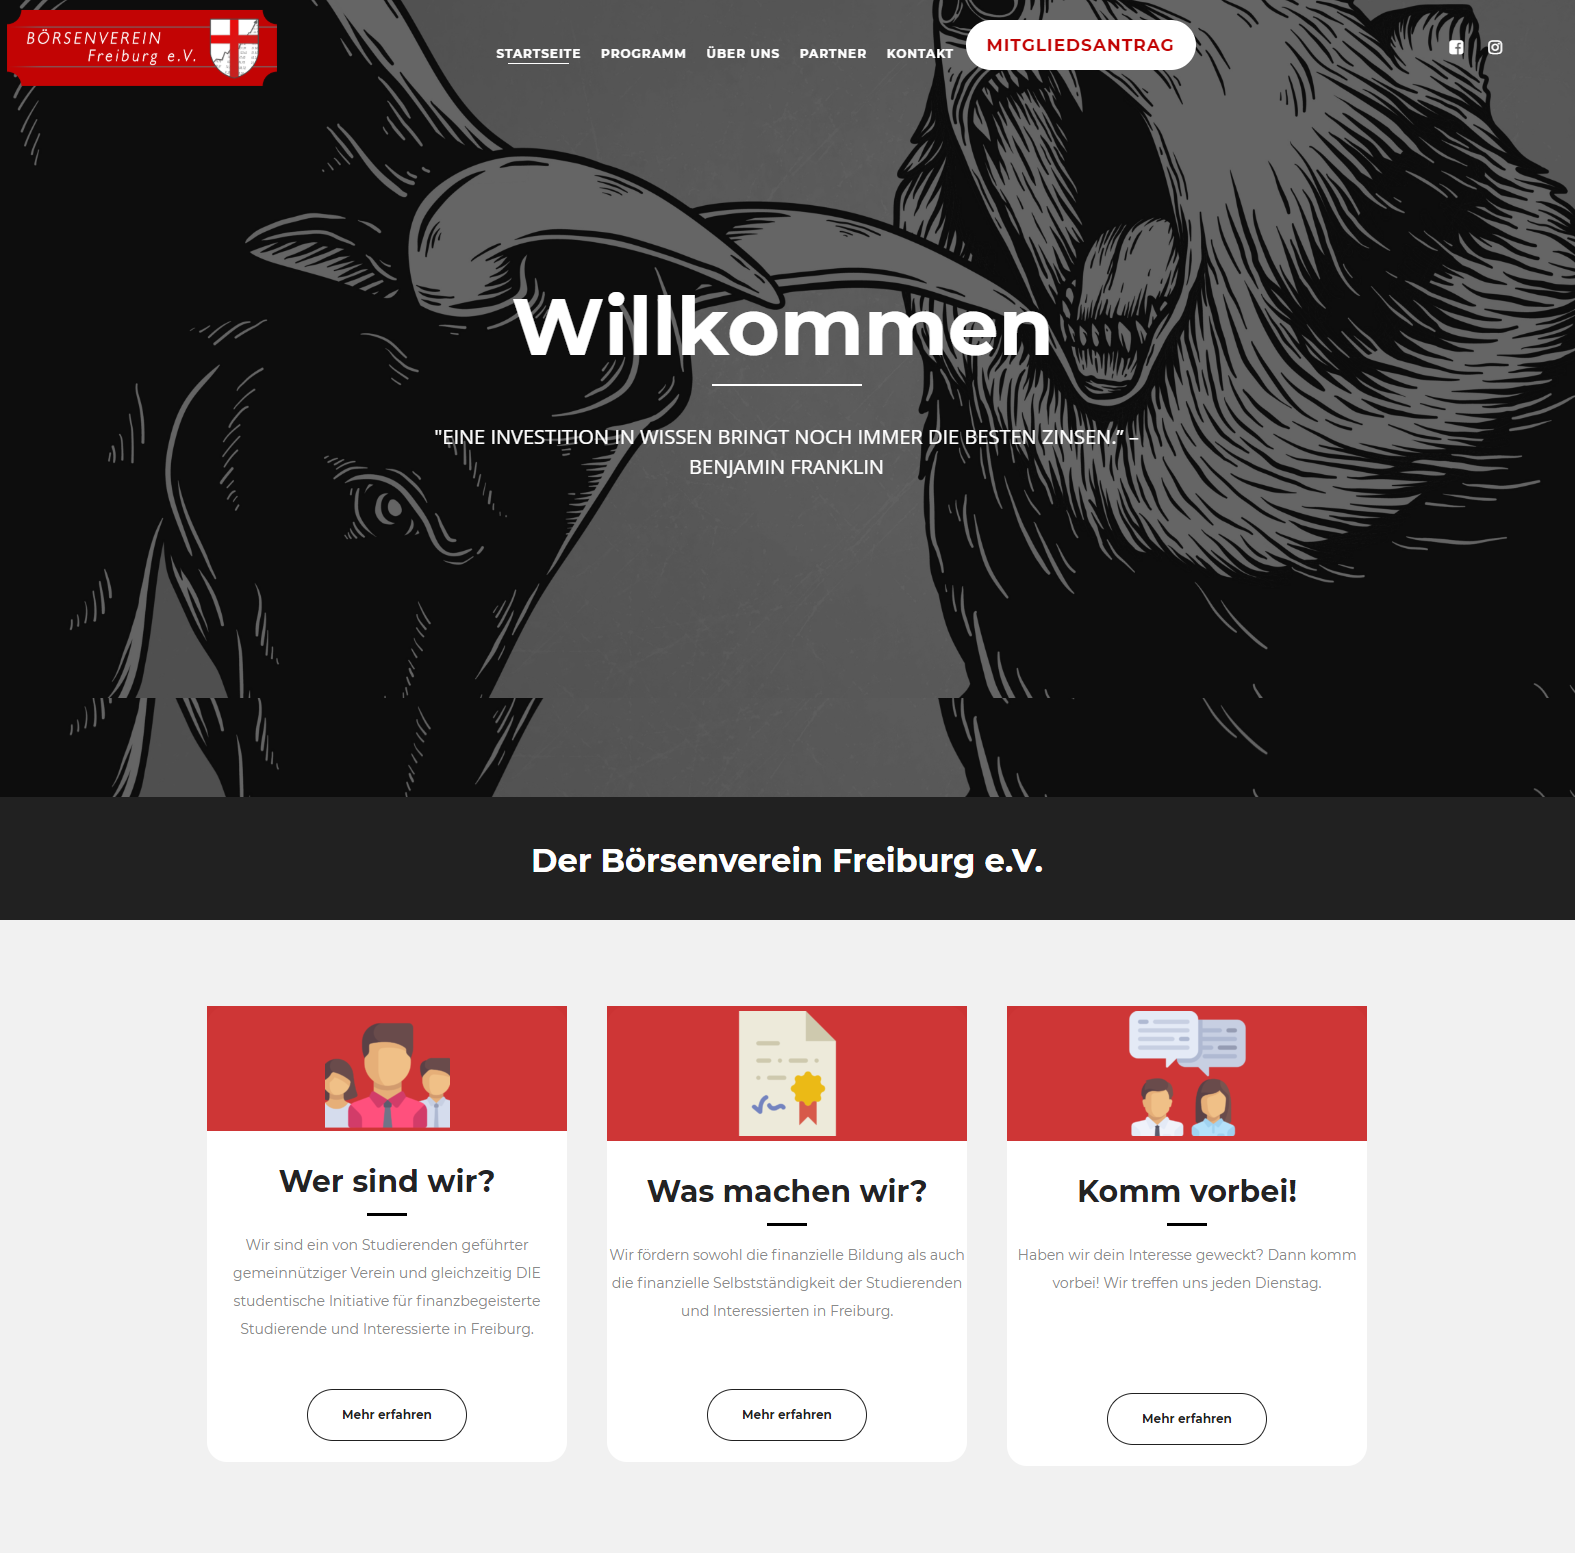 BÖRSENVEREIN
Freiburg e.V.
STARTSEITE PROGRAMM ÜBER UNS PARTNER KONTAKT MITGLIEDSANTRAG
Willkommen
"EINE INVESTITION IN WISSEN BRINGT NOCH IMMER DIE BESTEN ZINSEN.” –
BENJAMIN FRANKLIN
Der Börsenverein Freiburg e.V.
Wer sind wir?
Wir sind ein von Studierenden geführter
gemeinnütziger Verein und gleichzeitig DIE
studentische Initiative für finanzbegeisterte
Studierende und Interessierte in Freiburg.
Mehr erfahren
Was machen wir?
Wir fördern sowohl die finanzielle Bildung als auch
die finanzielle Selbstständigkeit der Studierenden
und Interessierten in Freiburg.
Mehr erfahren
Komm vorbei!
Haben wir dein Interesse geweckt? Dann komm
vorbei! Wir treffen uns jeden Dienstag.
Mehr erfahren